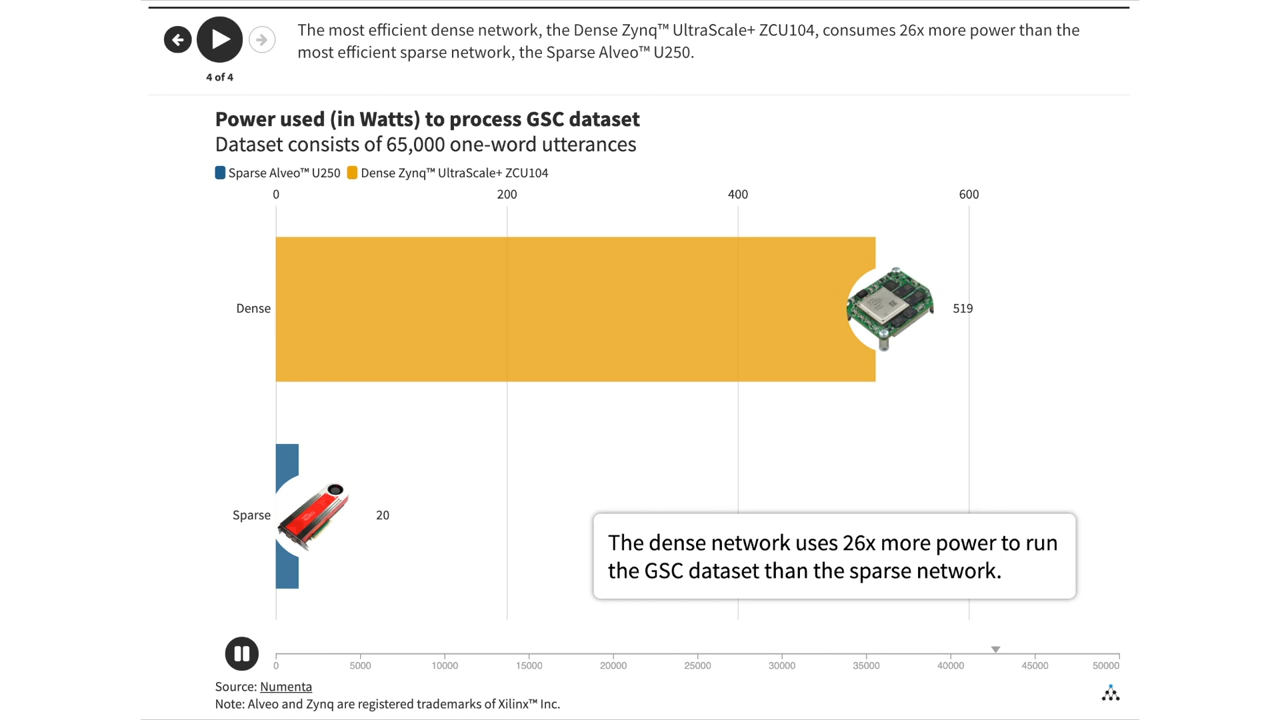 The most efficient dense network, the Dense Zynq™ UltraScale+ ZCU104, consumes 26x more power than the
most efficient sparse network, the Sparse Alveo™ U250.
4 of 4
Power used (in Watts) to process GSC dataset
Dataset consists of 65,000 one-word utterances
Sparse Alveo™ U250 Dense Zynq™ UltraScale+ ZCU104
0 200 400 600
Dense 519
Sparse 20
The dense network uses 26x more power to run
the GSC dataset than the sparse network.
0 5000 10000 15000 20000 25000 30000 35000 40000 45000 50000
Source: Numenta
Note: Alveo and Zynq are registered trademarks of Xilinx™ Inc.